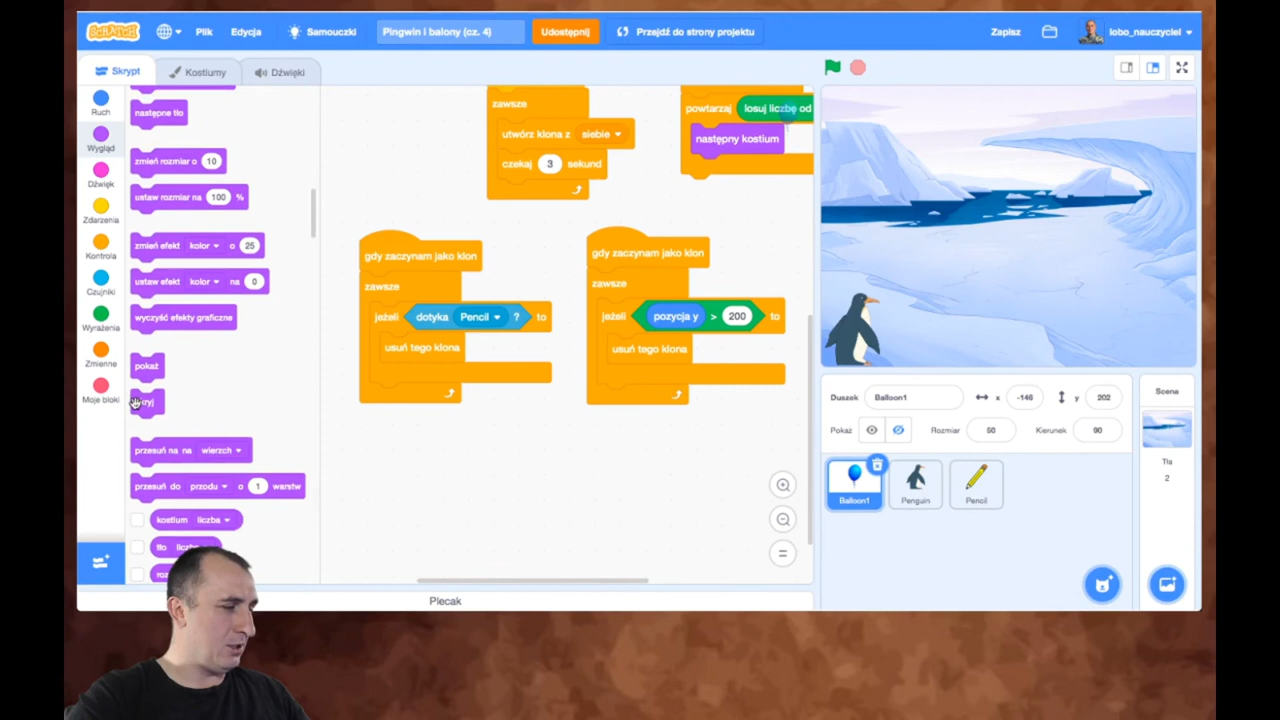 SCRATCH Plik Edycja Samouczki Pingwin i balony (cz. 4) Udostępnij Przejdź do strony projektu Zapisz lobo_nauczyciel
Skrypt Kostiumy Dźwięki
Ruch
Wygląd
Dźwięk
Zdarzenia
Kontrola
Czujniki
Wyrażenia
Zmienne
Moje bloki
następne tło
zmień rozmiar o 10
ustaw rozmiar na 100 %
zmień efekt kolor o 25
ustaw efekt kolor na 0
wyczyść efekty graficzne
pokaż
przesuń na na wierzch
przesuń do przodu o 1 warstw
kostium liczba
tło
zawsze
utwórz klona z siebie
czekaj 3 sekund
powtarzaj losuj liczbę od
następny kostium
gdy zaczynam jako klon
zawsze
jeżeli dotyka Pencil ? to
usuń tego klona
gdy zaczynam jako klon
zawsze
jeżeli pozycja y > 200 to
usuń tego klona
Plecak
Duszek Balloon1 x -146 y 202
Pokaż Rozmiar 50 Kierunek 90
Balloon1 Penguin Pencil
Scena
Tła
2